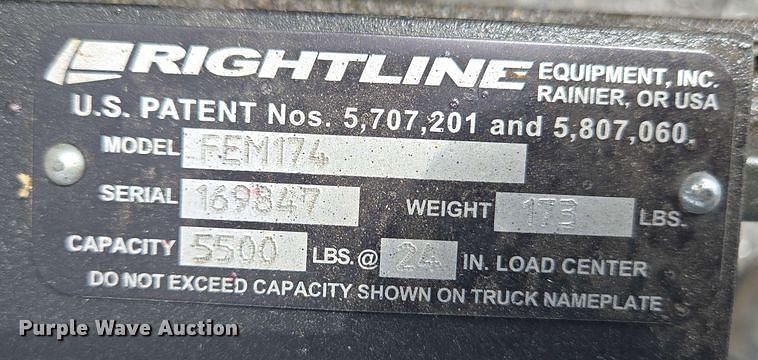 RIGHTLINE EQUIPMENT, INC.
RAINIER, OR USA
U.S. PATENT Nos. 5,707,201 and 5,807,060
MODEL FEM174
SERIAL 169847 WEIGHT 173 LBS.
CAPACITY 5500 LBS.@ 24 IN. LOAD CENTER
DO NOT EXCEED CAPACITY SHOWN ON TRUCK NAMEPLATE
Purple Wave Auction